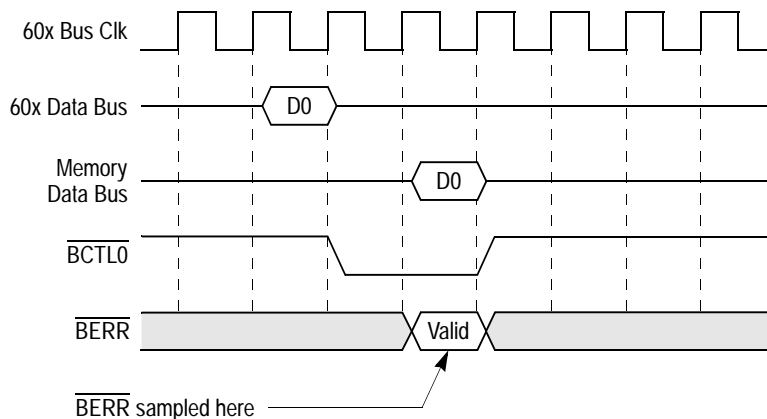 60x Bus Clk
60x Data Bus
D0
Memory
Data Bus
D0
BCTL0
BERR
Valid
BERR sampled here